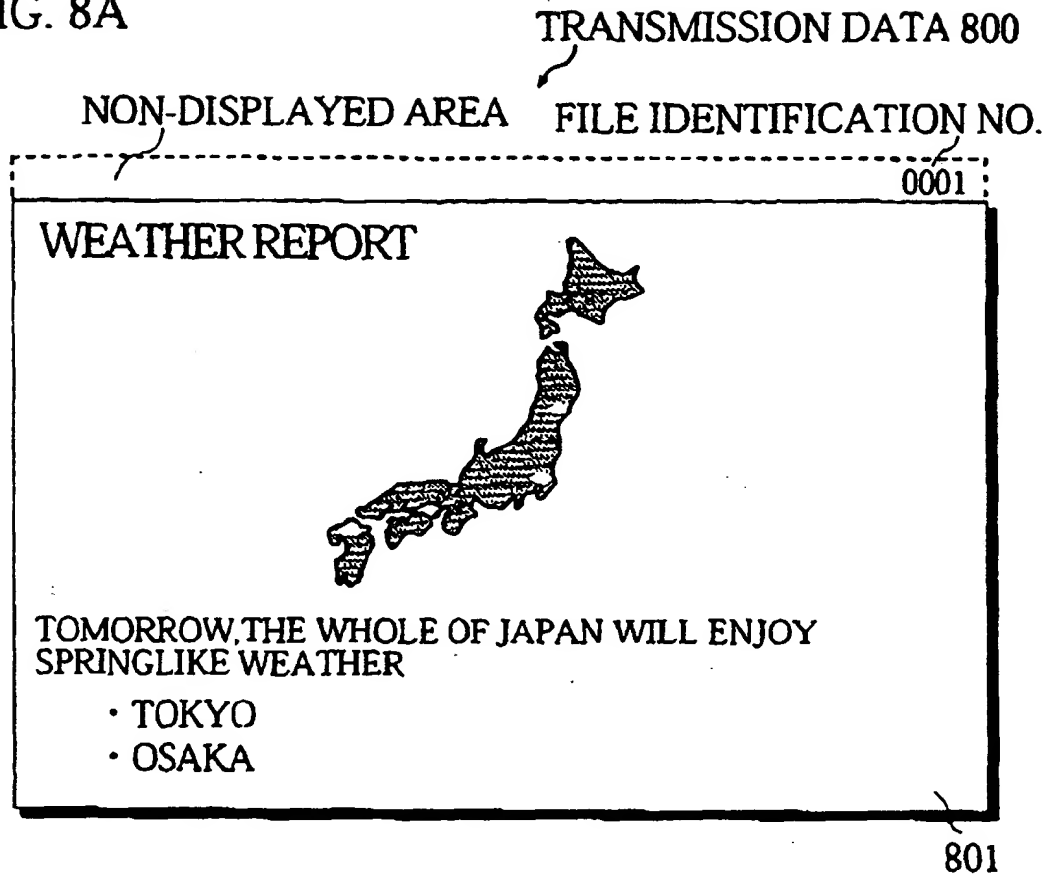 IG. 8A
TRANSMISSION DATA 800
NON-DISPLAYED AREA
FILE IDENTIFICATION NO.
0001
WEATHER REPORT
TOMORROW,THE WHOLE OF JAPAN WILL ENJOY
SPRINGLIKE WEATHER
・TOKYO
・OSAKA
801